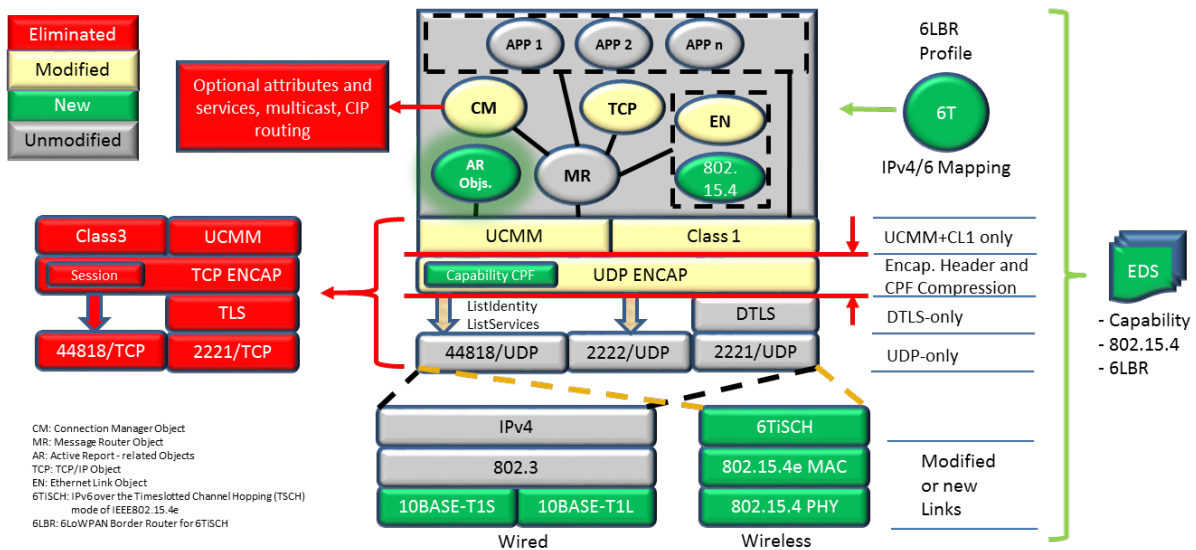 Eliminated
Modified
New
Unmodified
Optional attributes and
services, multicast, CIP
routing
APP 1
APP 2
APP n
CM
TCP
EN
AR
Objs.
MR
802.
15.4
6LBR
Profile
6T
IPv4/6 Mapping
Class3
UCMM
Session
TCP ENCAP
TLS
44818/TCP
2221/TCP
UCMM
Class 1
Capability CPF
UDP ENCAP
ListIdentity
ListServices
DTLS
44818/UDP
2222/UDP
2221/UDP
UCMM+CL1 only
Encap. Header and
CPF Compression
DTLS-only
UDP-only
EDS
- Capability
- 802.15.4
- 6LBR
CM: Connection Manager Object
MR: Message Router Object
AR: Active Report - related Objects
TCP: TCP/IP Object
EN: Ethernet Link Object
6TiSCH: IPv6 over the Timeslotted Channel Hopping (TSCH)
mode of IEEE802.15.4e
6LBR: 6LoWPAN Border Router for 6TiSCH
IPv4
802.3
10BASE-T1S
10BASE-T1L
Wired
6TiSCH
802.15.4e MAC
802.15.4 PHY
Wireless
Modified
or new
Links